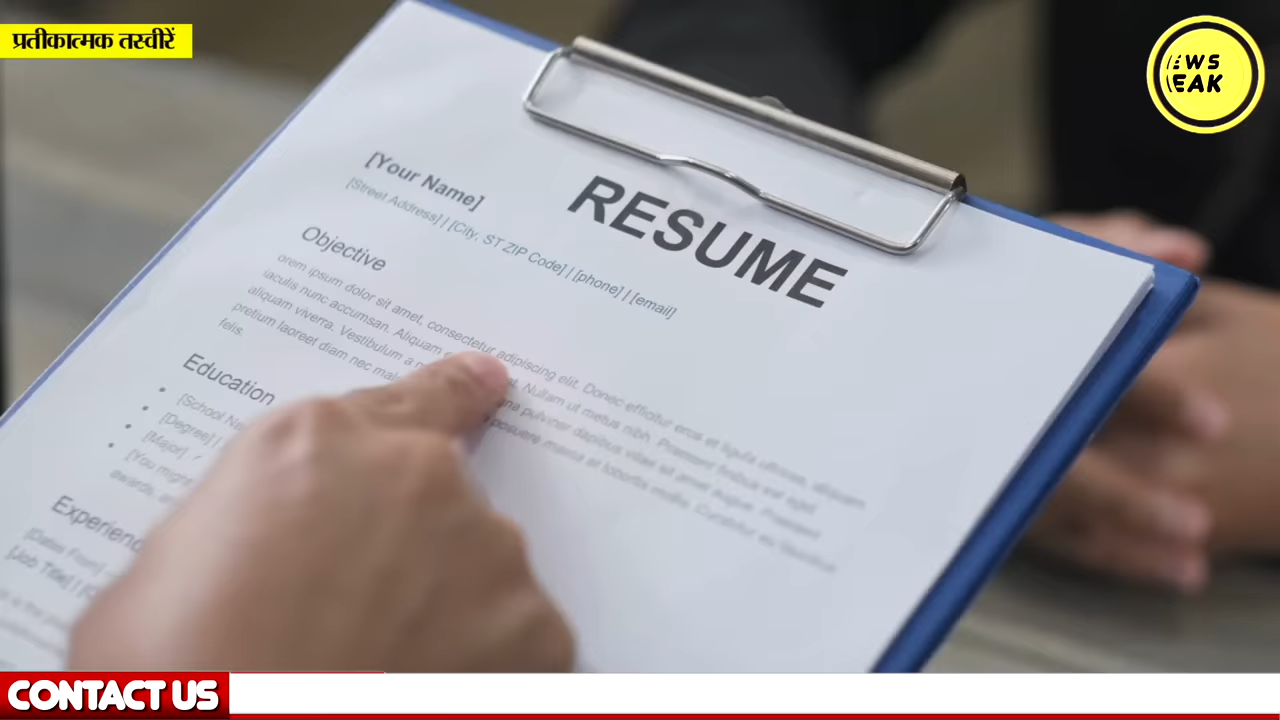 प्रतीकात्मक तस्वीरें
EWS
EAK
RESUME
[Your Name]
[Street Address] | [City, ST ZIP Code] | [phone] | [email]
Objective
orem ipsum dolor sit amet, consectetur adipiscing elit. Donec efficitur eros et ligula ultrices, aliquam
iaculis nunc accumsan. Aliquam Nullam ut metus nibh. Praesent finibus est eget
aliquam viverra. Vestibulum a pulvinar dapibus vitae sit amet augue. Praesent
pretium laoreet diam nec posuere massa et lobortis mollis. Curabitur eu faucibus
felis.
Education
[School
[Degree] |
[Major]
[You might
awards,
Experienc
[Dates From]
[Job Title] |
CONTACT US